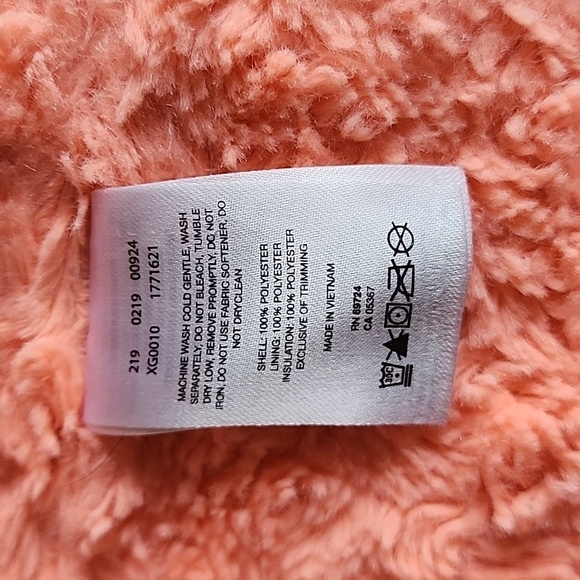 219 0219 00924
XG0010 1771621
MACHINE WASH COLD GENTLE, WASH
SEPARATELY, DO NOT BLEACH, TUMBLE
DRY LOW, REMOVE PROMPTLY, DO NOT
IRON, DO NOT USE FABRIC SOFTENER, DO
NOT DRYCLEAN
SHELL: 100% POLYESTER
LINING: 100% POLYESTER
INSULATION: 100% POLYESTER
EXCLUSIVE OF TRIMMING
MADE IN VIETNAM
RN 89724
CA 05367
30C